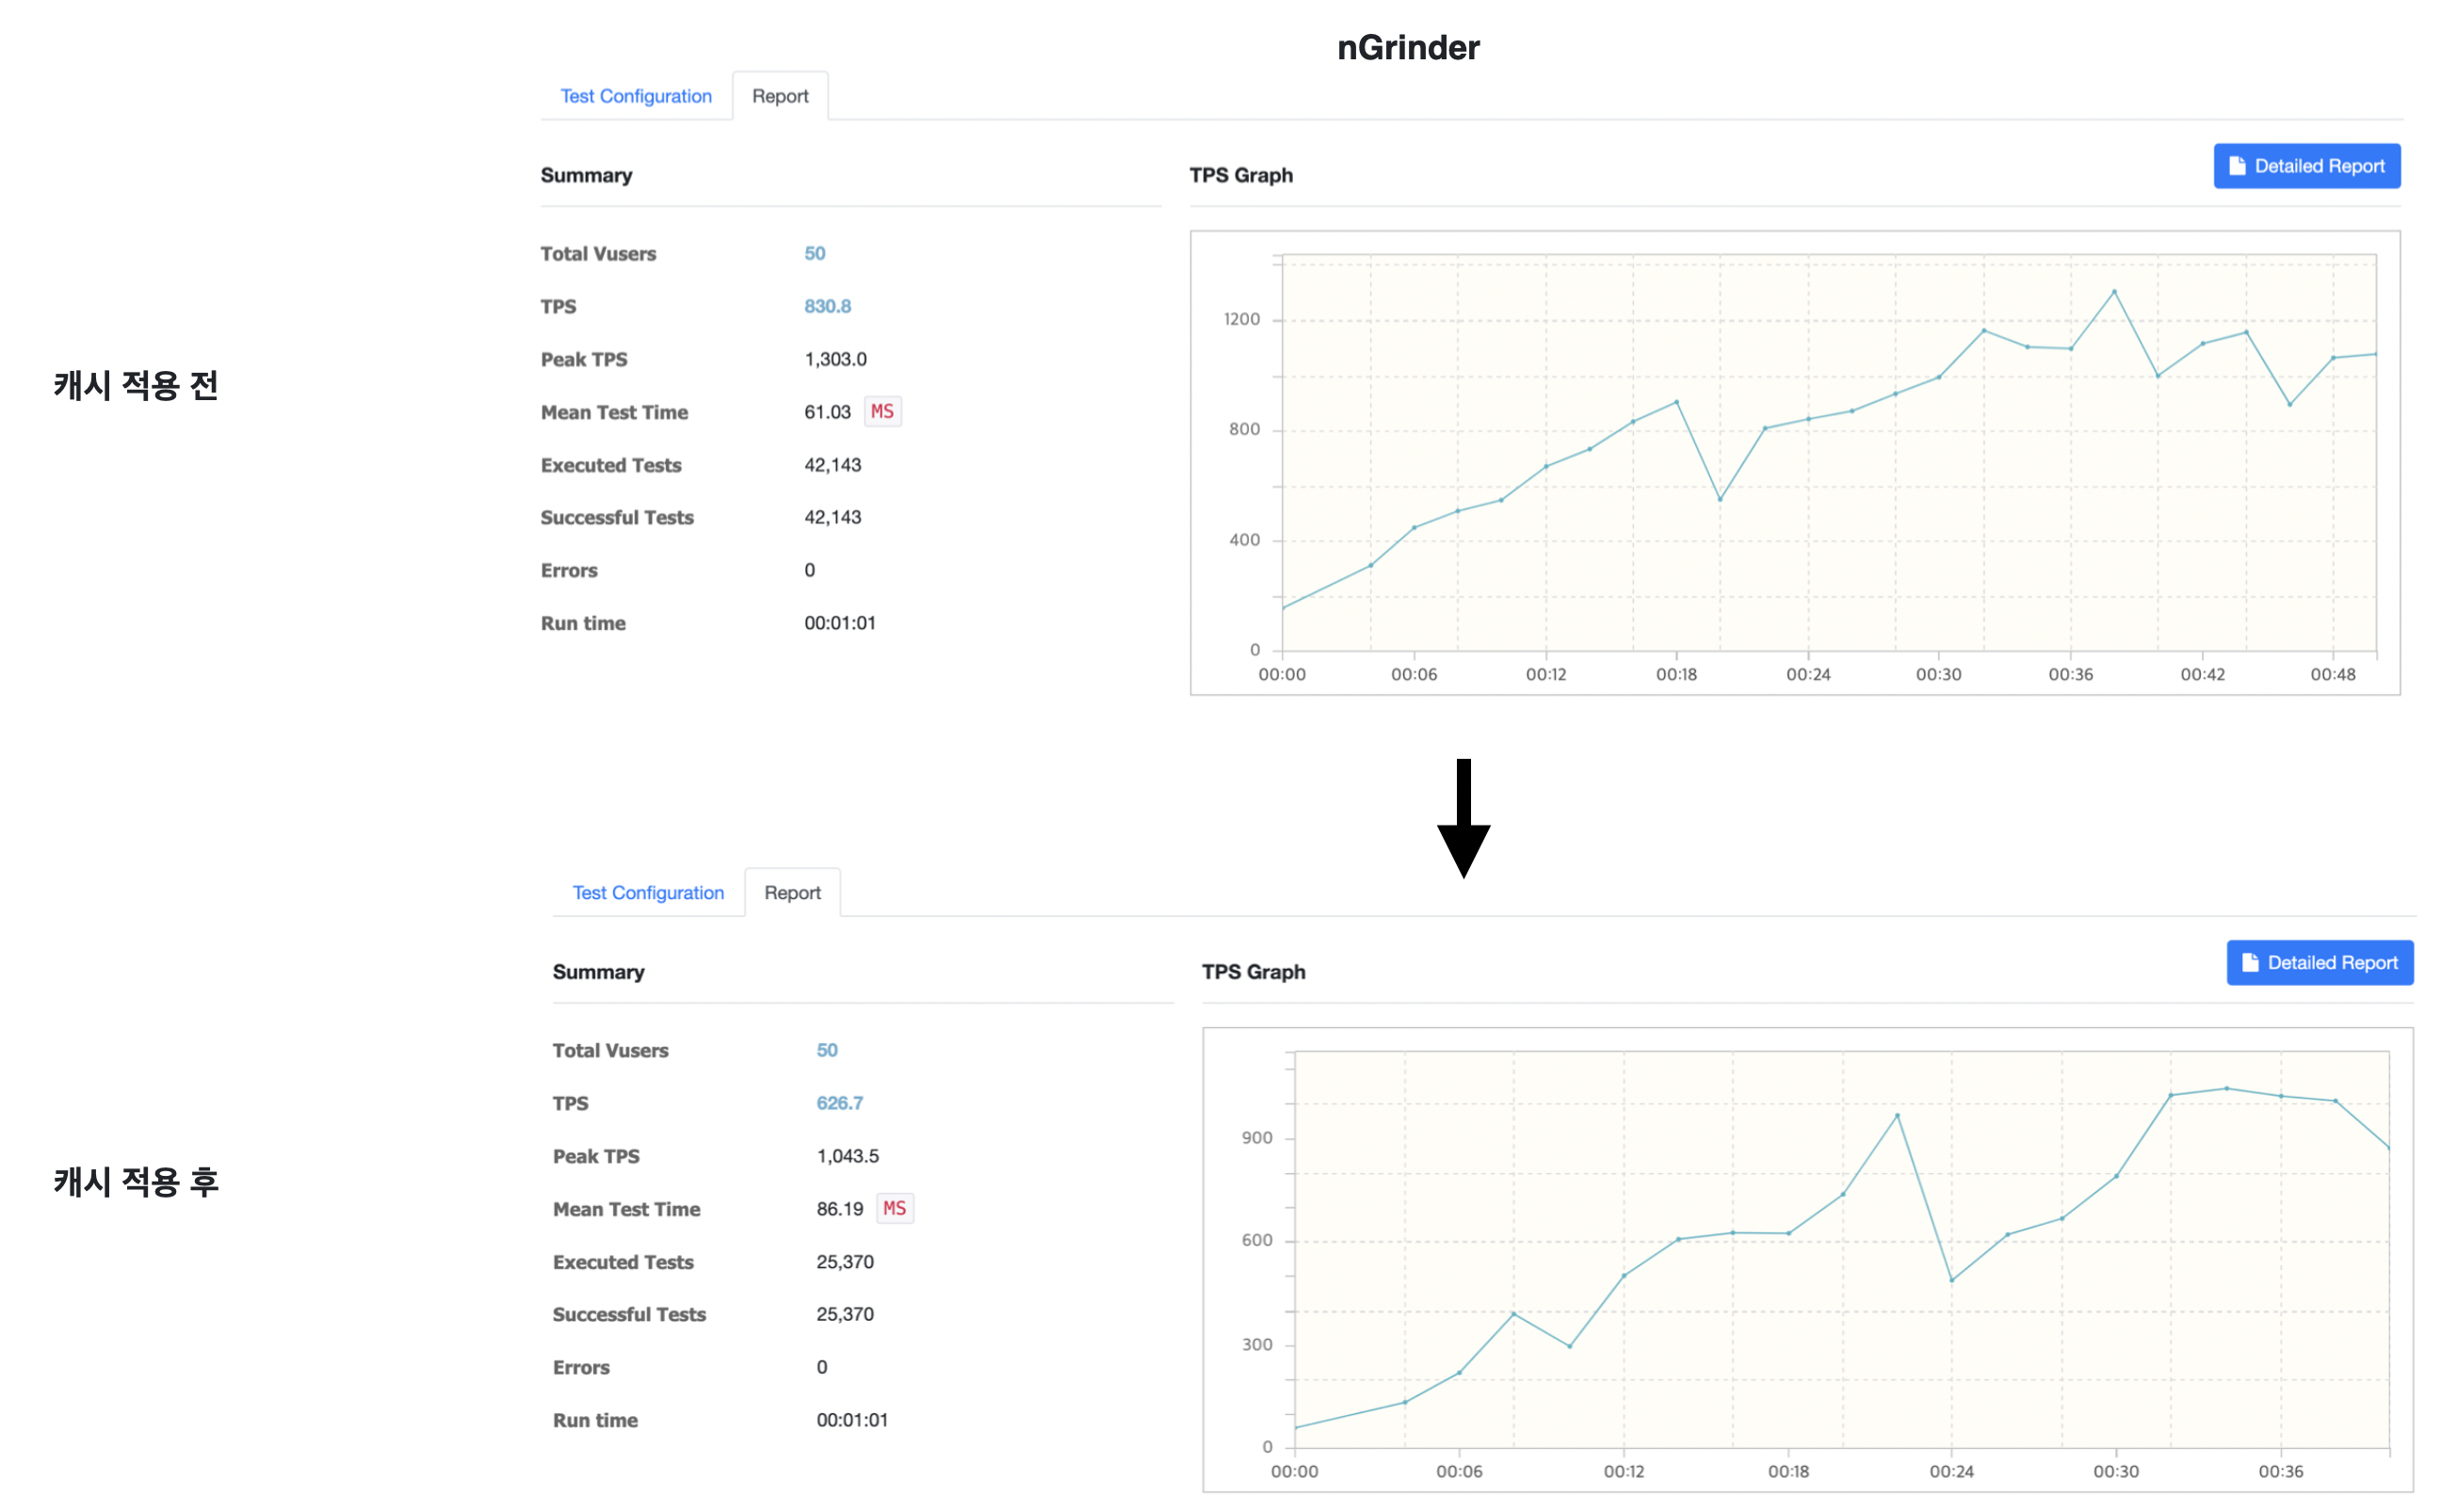 nGrinder
Test Configuration Report
Summary
TPS Graph
Detailed Report
캐시 적용 전
Total Vusers 50
TPS 830.8
Peak TPS 1,303.0
Mean Test Time 61.03 MS
Executed Tests 42,143
Successful Tests 42,143
Errors 0
Run time 00:01:01
1200
800
400
0
00:00 00:06 00:12 00:18 00:24 00:30 00:36 00:42 00:48
Test Configuration Report
Summary
TPS Graph
Detailed Report
캐시 적용 후
Total Vusers 50
TPS 626.7
Peak TPS 1,043.5
Mean Test Time 86.19 MS
Executed Tests 25,370
Successful Tests 25,370
Errors 0
Run time 00:01:01
900
600
300
0
00:00 00:06 00:12 00:18 00:24 00:30 00:36